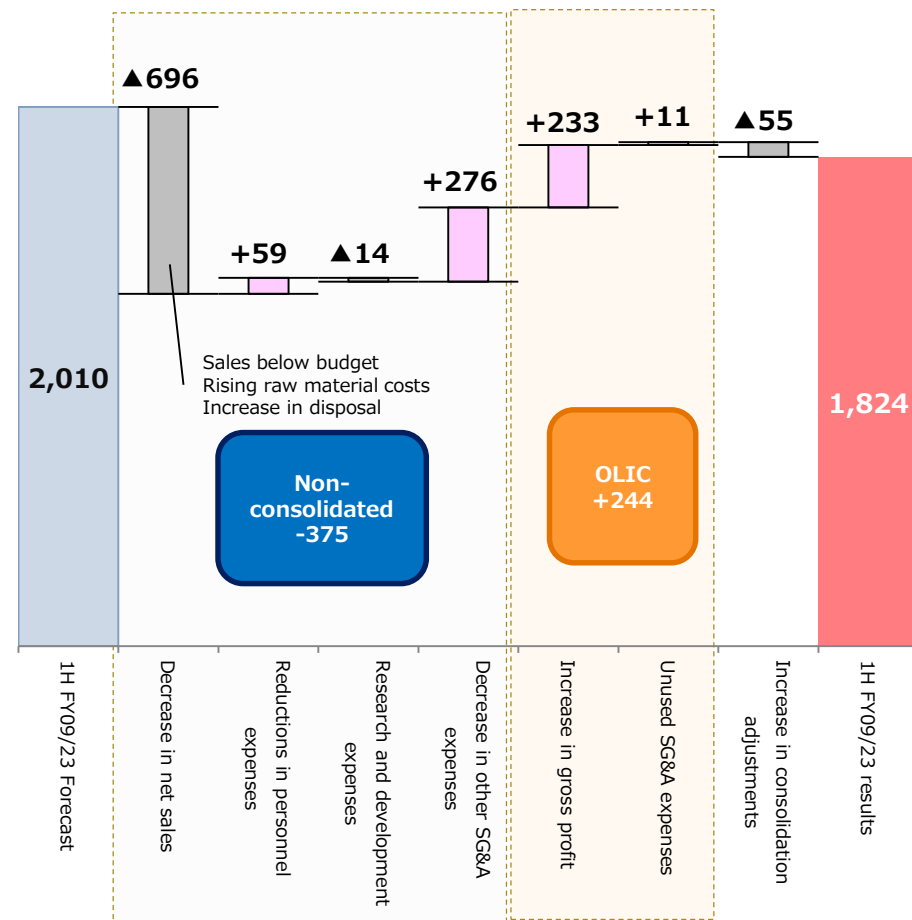 ▲696
+59
▲14
+276
+233
+11
▲55
2,010
1,824
Sales below budget
Rising raw material costs
Increase in disposal
Non-
consolidated
-375
OLIC
+244
1H FY09/23 Forecast
Decrease in net sales
Reductions in personnel
expenses
Research and development
expenses
Decrease in other SG&A
expenses
Increase in gross profit
Unused SG&A expenses
Increase in consolidation
adjustments
1H FY09/23 results